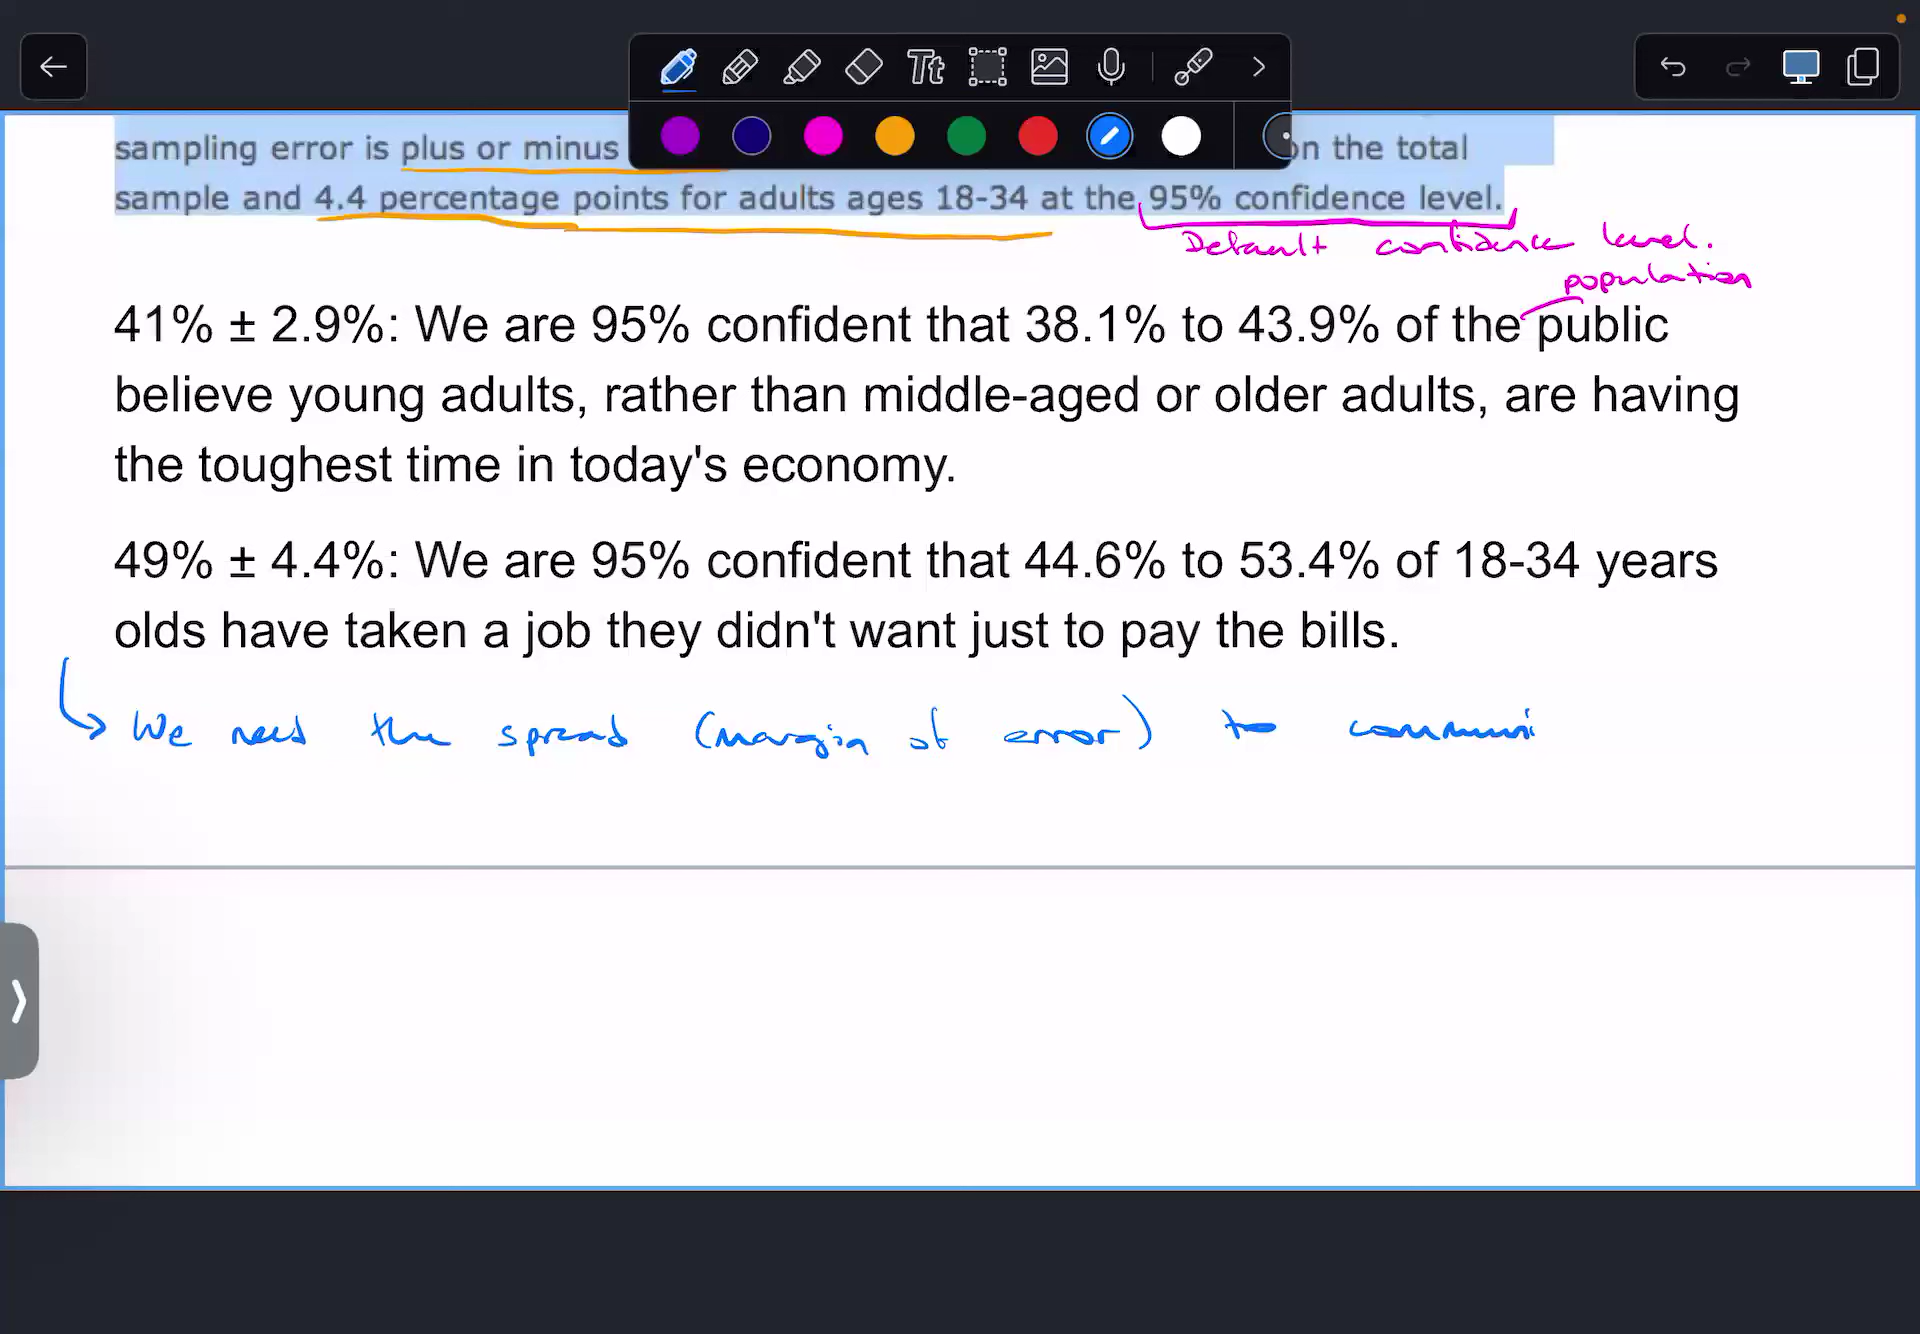 Tt
sampling error is plus or minus on the total
sample and 4.4 percentage points for adults ages 18-34 at the 95% confidence level.
Default confidence level.
population
41% ± 2.9%: We are 95% confident that 38.1% to 43.9% of the public
believe young adults, rather than middle-aged or older adults, are having
the toughest time in today's economy.
49% ± 4.4%: We are 95% confident that 44.6% to 53.4% of 18-34 years
olds have taken a job they didn't want just to pay the bills.
We need the spread (margin of error) to communi